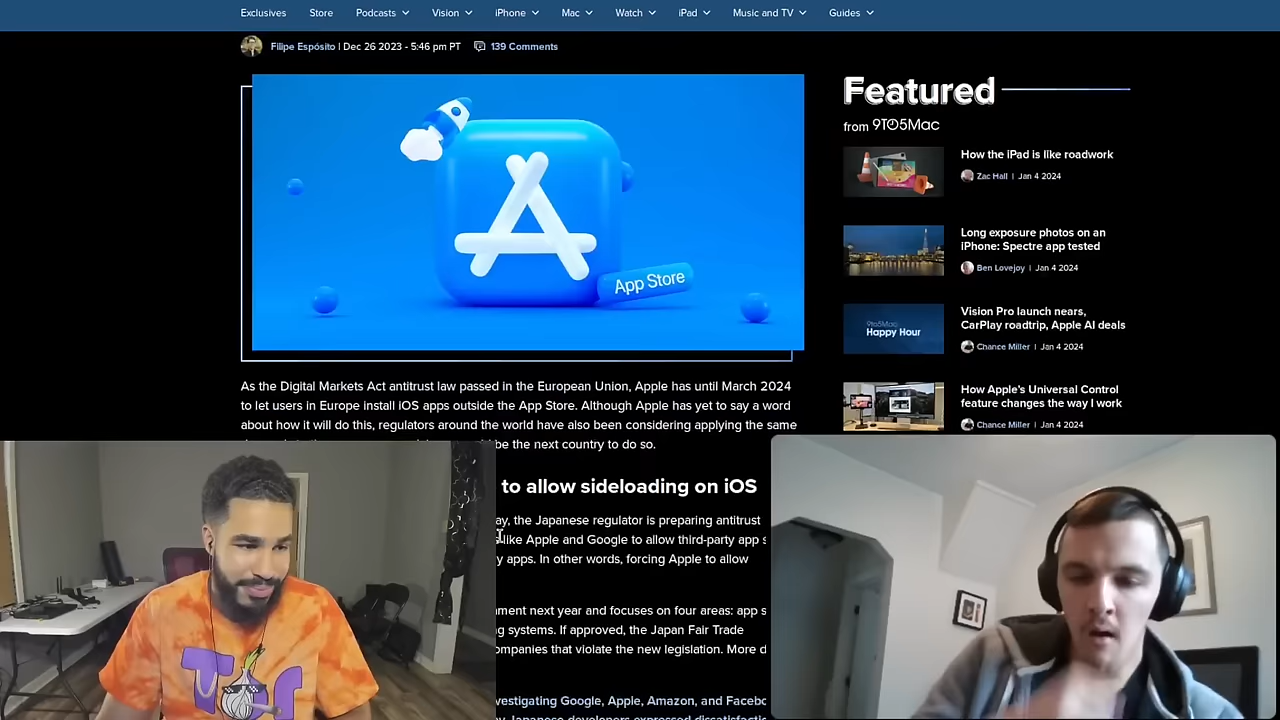 Exclusives Store Podcasts Vision iPhone Mac Watch iPad Music and TV Guides
Filipe Espósito | Dec 26 2023 - 5:46 pm PT 139 Comments
App Store
As the Digital Markets Act antitrust law passed in the European Union, Apple has until March 2024
to let users in Europe install iOS apps outside the App Store. Although Apple has yet to say a word
about how it will do this, regulators around the world have also been considering applying the same
be the next country to do so.
to allow sideloading on iOS
ay, the Japanese regulator is preparing antitrust
like Apple and Google to allow third-party app s
y apps. In other words, forcing Apple to allow
ment next year and focuses on four areas: app s
g systems. If approved, the Japan Fair Trade
ompanies that violate the new legislation. More d
vestigating Google, Apple, Amazon, and Facebo
Japanese developers expressed dissatisfactio
Featured
from 9TO5Mac
How the iPad is like roadwork
Zac Hall | Jan 4 2024
Long exposure photos on an
iPhone: Spectre app tested
Ben Lovejoy | Jan 4 2024
9to5Mac
Happy Hour
Vision Pro launch nears,
CarPlay roadtrip, Apple AI deals
Chance Miller | Jan 4 2024
How Apple's Universal Control
feature changes the way I work
Chance Miller | Jan 4 2024